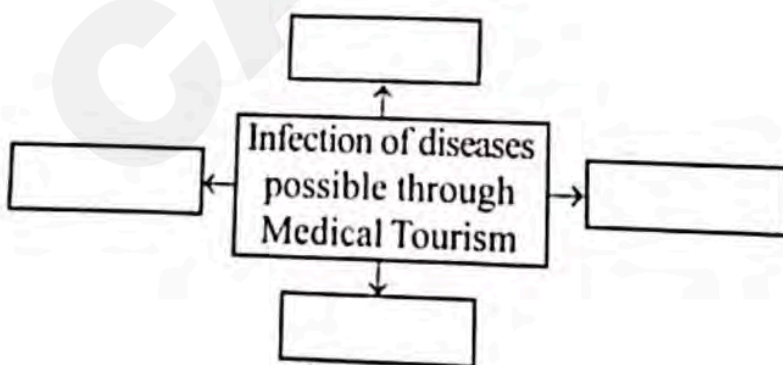 Infection of diseases
possible through
Medical Tourism